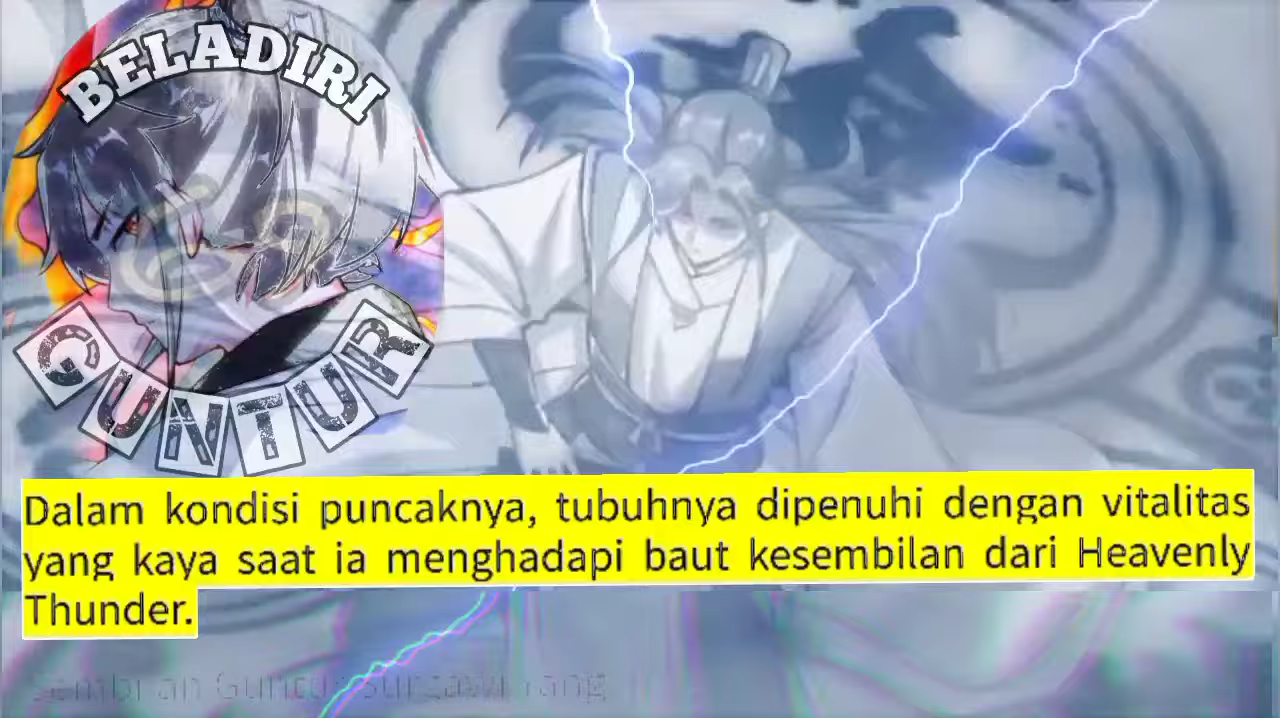 BELADIRI
GUNTUR
Dalam kondisi puncaknya, tubuhnya dipenuhi dengan vitalitas
yang kaya saat ia menghadapi baut kesembilan dari Heavenly
Thunder.